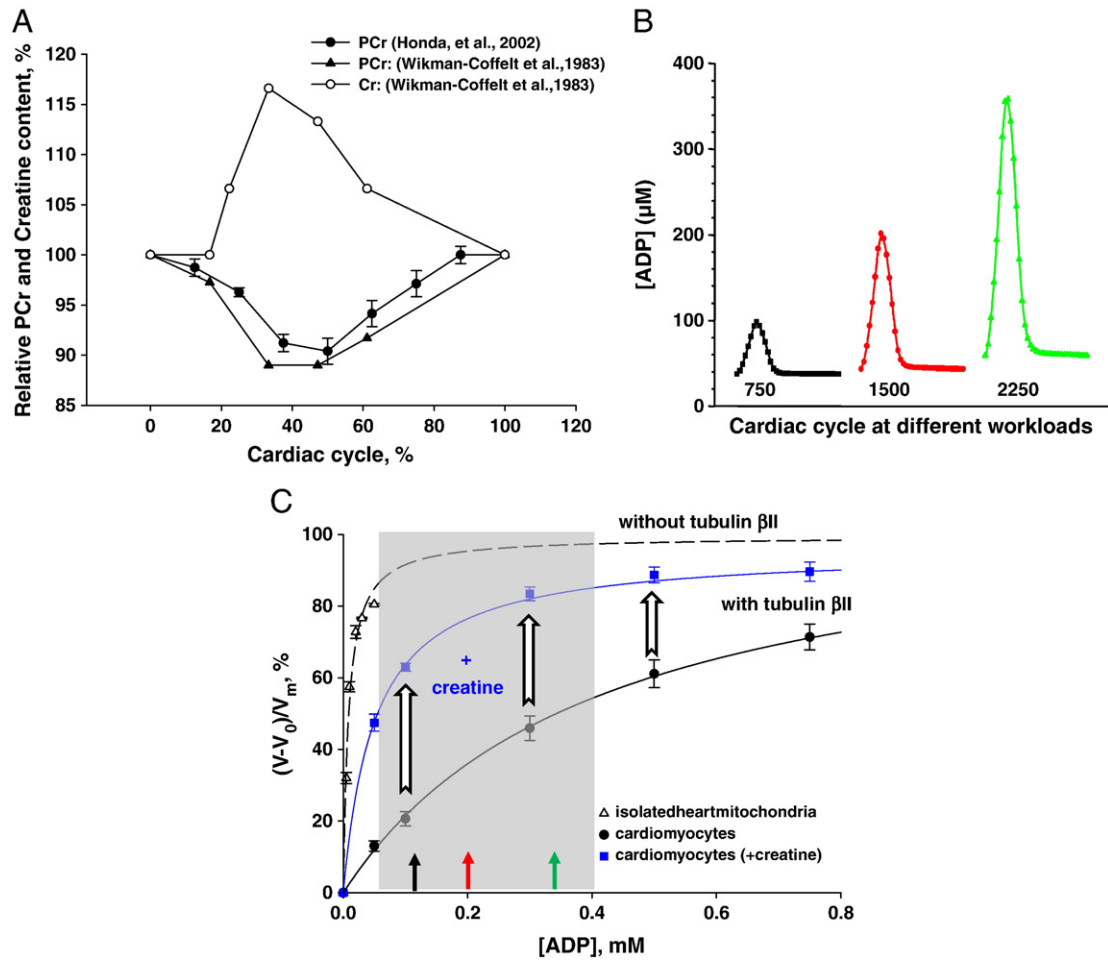 A
Relative PCr and Creatine content, %
120
115
110
105
100
95
90
85
PCr (Honda, et al., 2002)
PCr: (Wikman-Coffelt et al.,1983)
Cr: (Wikman-Coffelt et al.,1983)
0 20 40 60 80 100 120
Cardiac cycle, %
B
[ADP] (µM)
400
300
200
100
0
750 1500 2250
Cardiac cycle at different workloads
C
(V-V0)/Vm, %
100
80
60
40
20
0
without tubulin βII
with tubulin βII
+
creatine
isolatedheartmitochondria
cardiomyocytes
cardiomyocytes (+creatine)
0.0 0.2 0.4 0.6 0.8
[ADP], mM